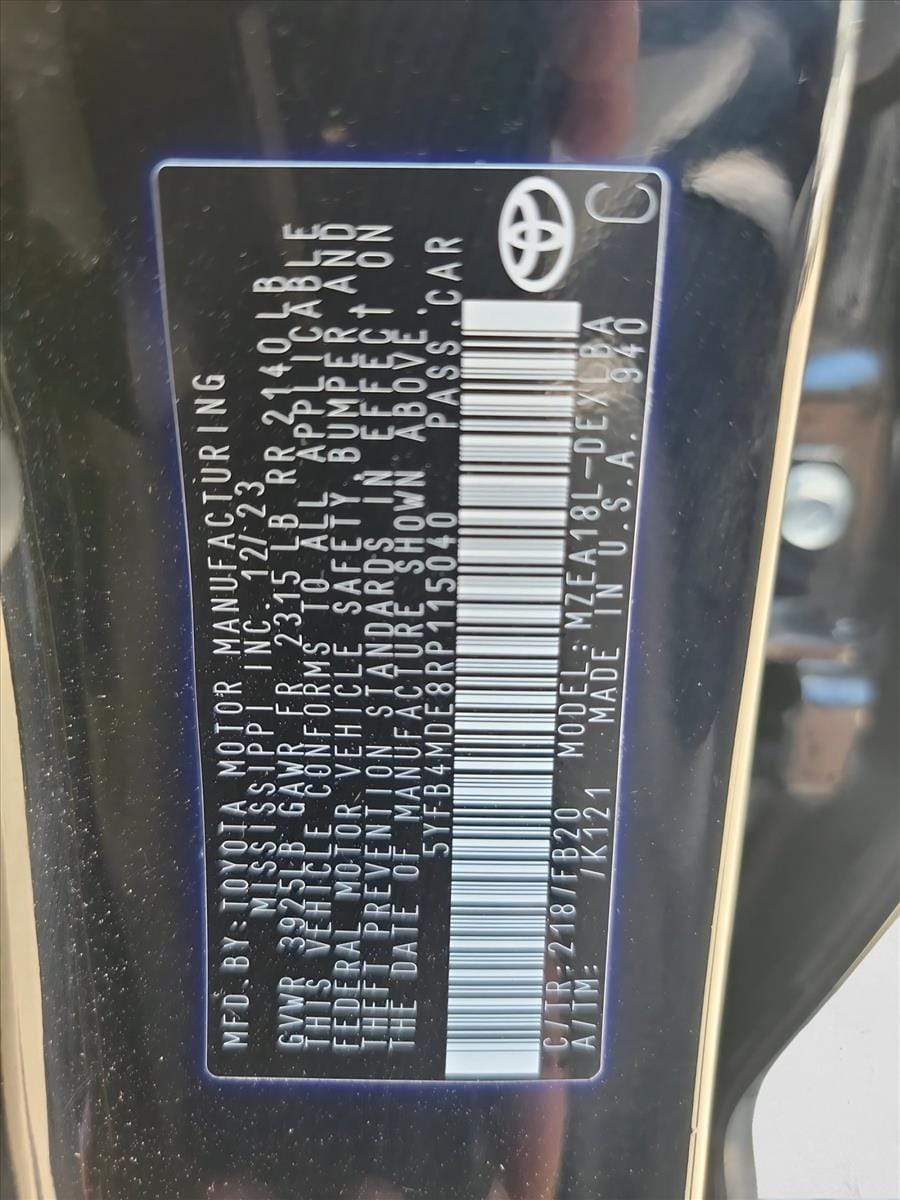 MFD. BY: TOYOTA MOTOR MANUFACTURING
MISSISSIPPI INC. 12/23
GVWR 3925LB GAWR FR 2315 LB RR 2140LB
THIS VEHICLE CONFORMS TO ALL APPLICABLE
FEDERAL MOTOR VEHICLE SAFETY BUMPER AND
THEFT PREVENTION STANDARDS IN EFFECT ON
THE DATE OF MANUFACTURE SHOWN ABOVE.
5YFB4MDE8RP115040 PASS. CAR
C/TR: 218/FB20 MODEL: MZEA18L-DEXLBA
A/TM: /K121 MADE IN U.S.A. 940
C